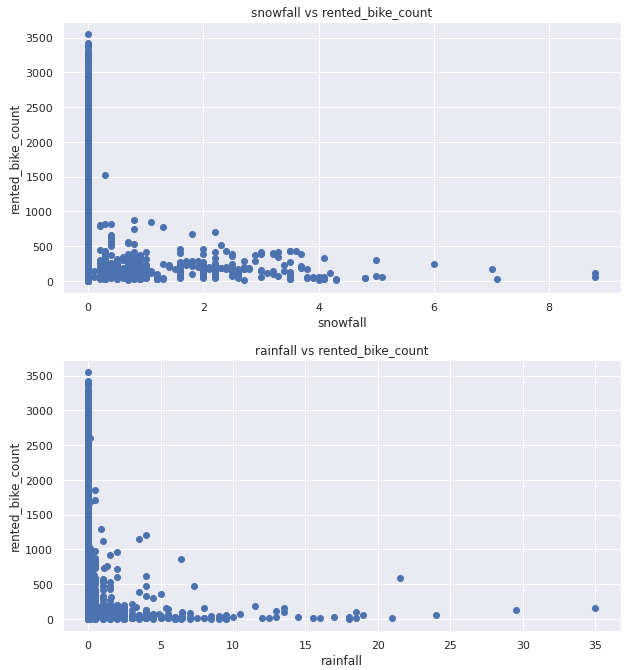 snowfall vs rented_bike_count
3500
3000
2500
2000
1500
1000
500
0
rented_bike_count
0 2 4 6 8
snowfall
rainfall vs rented_bike_count
3500
3000
2500
2000
1500
1000
500
0
rented_bike_count
0 5 10 15 20 25 30 35
rainfall